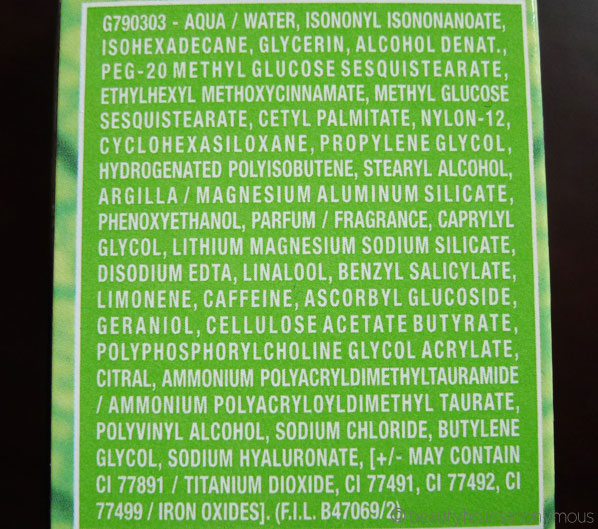 G790303 - AQUA / WATER, ISONONYL ISONONANOATE,
ISOHEXADECANE, GLYCERIN, ALCOHOL DENAT.,
PEG-20 METHYL GLUCOSE SESQUISTEARATE,
ETHYLHEXYL METHOXYCINNAMATE, METHYL GLUCOSE
SESQUISTEARATE, CETYL PALMITATE, NYLON-12,
CYCLOHEXASILOXANE, PROPYLENE GLYCOL,
HYDROGENATED POLYISOBUTENE, STEARYL ALCOHOL,
ARGILLA / MAGNESIUM ALUMINUM SILICATE,
PHENOXYETHANOL, PARFUM / FRAGRANCE, CAPRYLYL
GLYCOL, LITHIUM MAGNESIUM SODIUM SILICATE,
DISODIUM EDTA, LINALOOL, BENZYL SALICYLATE,
LIMONENE, CAFFEINE, ASCORBYL GLUCOSIDE,
GERANIOL, CELLULOSE ACETATE BUTYRATE,
POLYPHOSPHORYLCHOLINE GLYCOL ACRYLATE,
CITRAL, AMMONIUM POLYACRYLDIMETHYLTAURAMIDE
/ AMMONIUM POLYACRYLOYLDIMETHYL TAURATE,
POLYVINYL ALCOHOL, SODIUM CHLORIDE, BUTYLENE
GLYCOL, SODIUM HYALURONATE, [+/- MAY CONTAIN
CI 77891 / TITANIUM DIOXIDE, CI 77491, CI 77492, CI
77499 / IRON OXIDES]. (F.I.L. B47069/2)